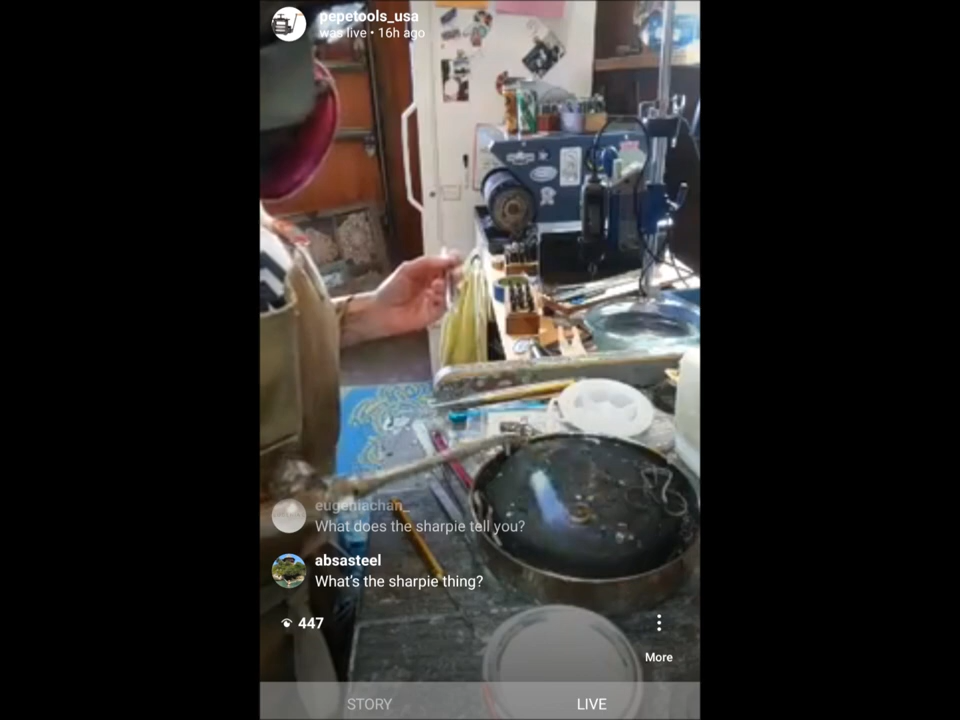 pepetools_usa
was live • 16h ago
eugeniachan_
What does the sharpie tell you?
absasteel
What's the sharpie thing?
447
More
STORY
LIVE